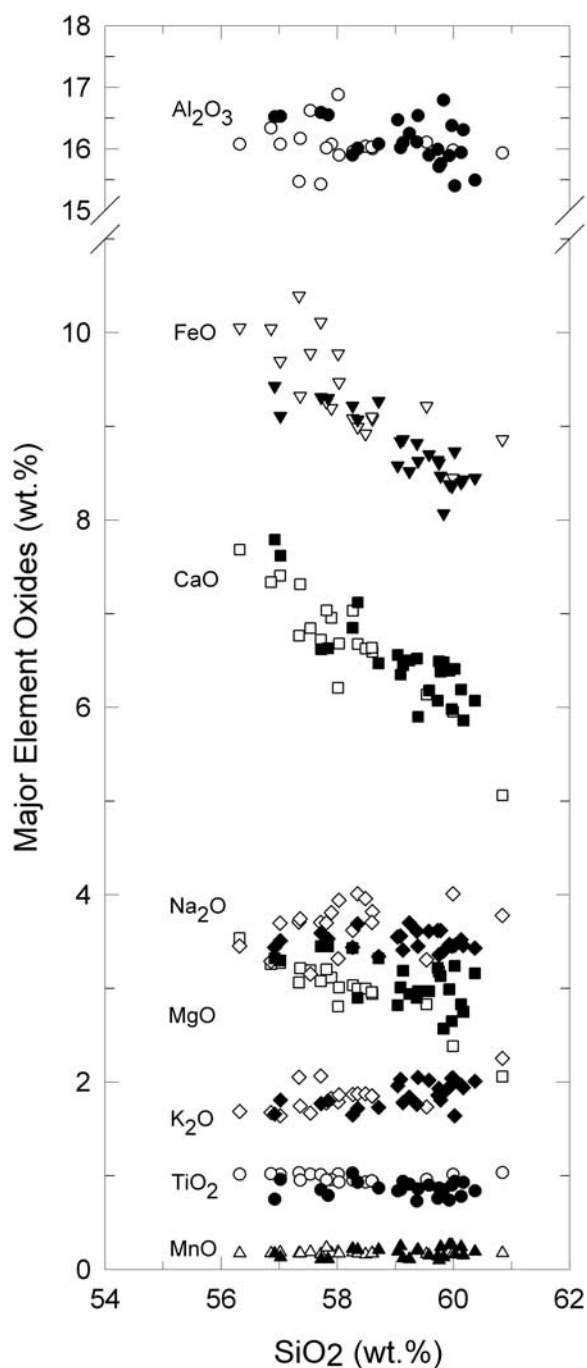 18
17
Al2O3
16
15
10
FeO
8
CaO
6
Major Element Oxides (wt.%)
4
Na2O
MgO
2
K2O
TiO2
MnO
0
54 56 58 60 62
SiO2 (wt.%)